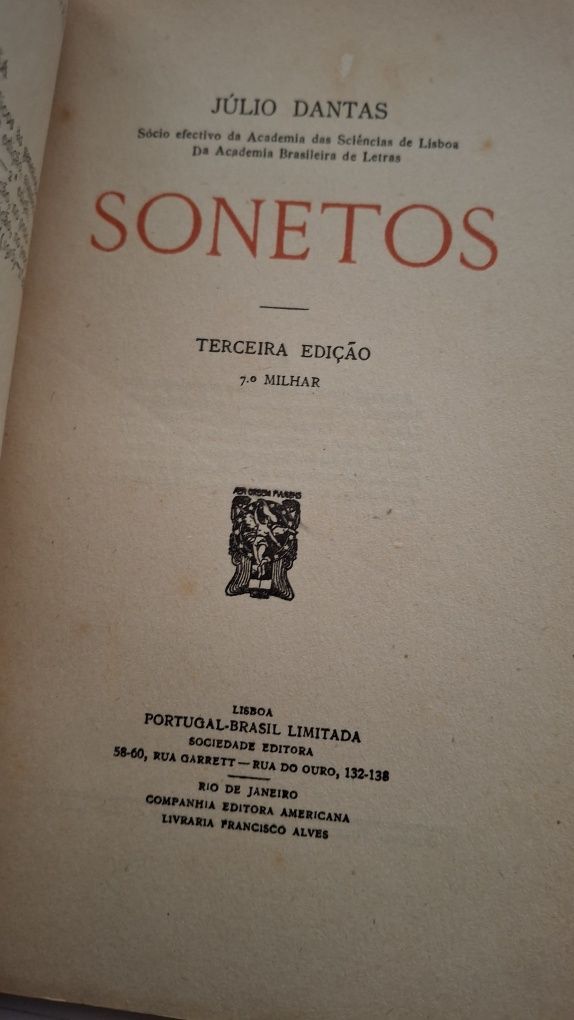 JÚLIO DANTAS
Sócio efectivo da Academia das Sciências de Lisboa
Da Academia Brasileira de Letras
SONETOS
TERCEIRA EDIÇÃO
7.º MILHAR
LISBOA
PORTUGAL-BRASIL LIMITADA
SOCIEDADE EDITORA
58-60, RUA GARRETT — RUA DO OURO, 132-138
RIO DE JANEIRO
COMPANHIA EDITORA AMERICANA
LIVRARIA FRANCISCO ALVES